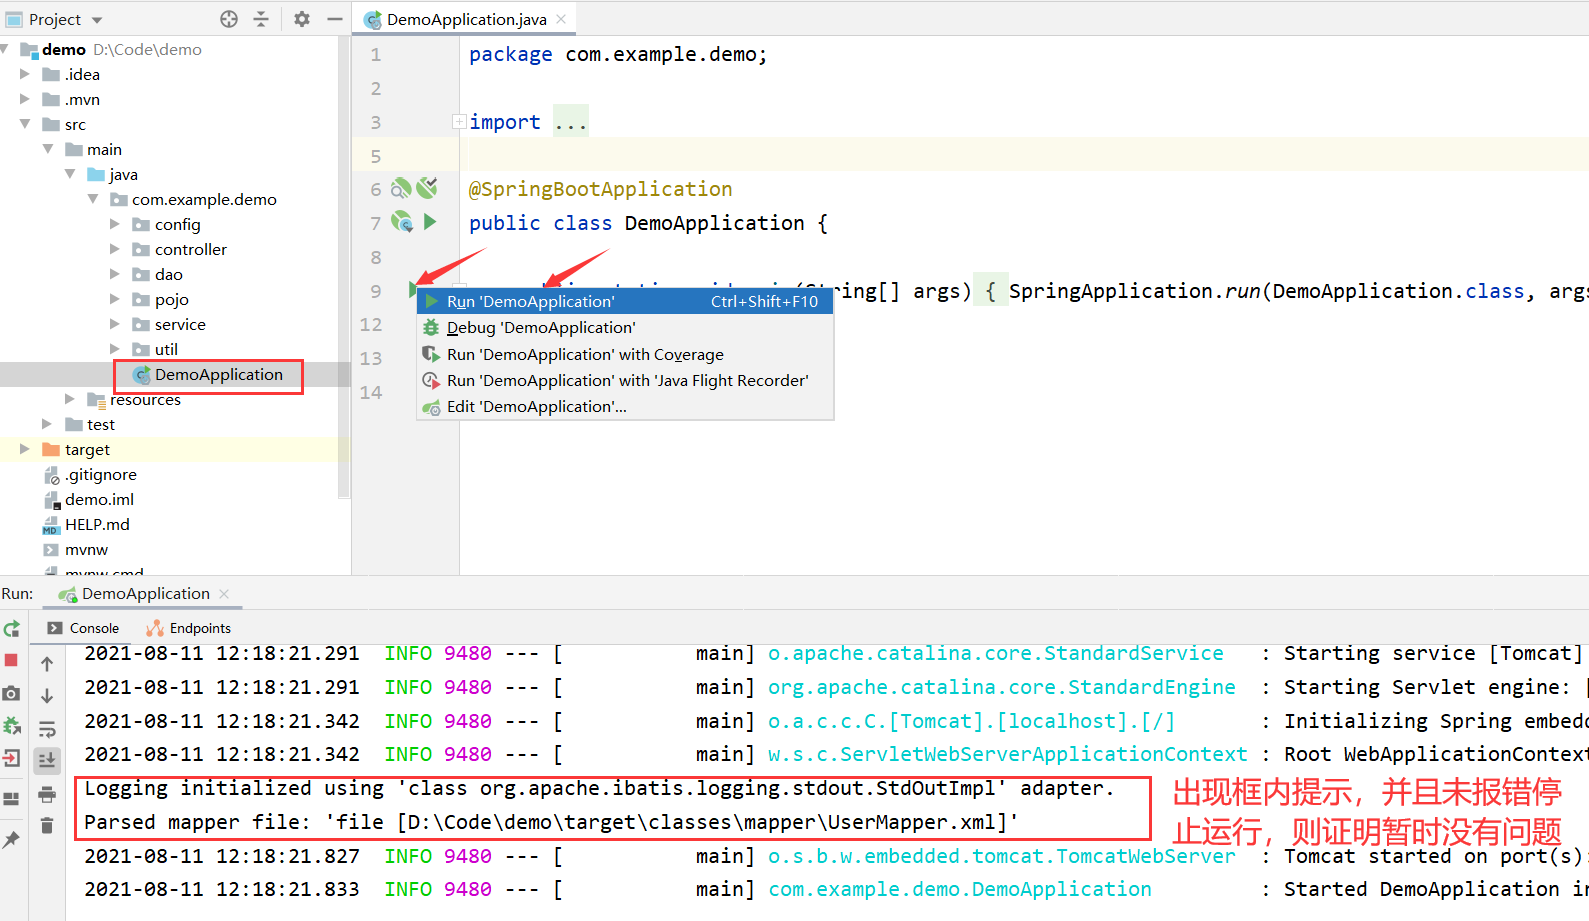 Project
DemoApplication.java
demo D:\Code\demo
.idea
.mvn
src
main
java
com.example.demo
config
controller
dao
pojo
service
util
DemoApplication
resources
test
target
.gitignore
demo.iml
HELP.md
mvnw
mvnw.cmd
1 package com.example.demo;
2
3 import ...
5
6 @SpringBootApplication
7 public class DemoApplication {
8
9 (String[] args) { SpringApplication.run(DemoApplication.class, args
12
13
14
Run 'DemoApplication' Ctrl+Shift+F10
Debug 'DemoApplication'
Run 'DemoApplication' with Coverage
Run 'DemoApplication' with 'Java Flight Recorder'
Edit 'DemoApplication'...
Run: DemoApplication
Console Endpoints
2021-08-11 12:18:21.291 INFO 9480 --- [ main] o.apache.catalina.core.StandardService : Starting service [Tomcat]
2021-08-11 12:18:21.291 INFO 9480 --- [ main] org.apache.catalina.core.StandardEngine : Starting Servlet engine: [
2021-08-11 12:18:21.342 INFO 9480 --- [ main] o.a.c.c.C.[Tomcat].[localhost].[/] : Initializing Spring embedd
2021-08-11 12:18:21.342 INFO 9480 --- [ main] w.s.c.ServletWebServerApplicationContext : Root WebApplicationContext
Logging initialized using 'class org.apache.ibatis.logging.stdout.StdOutImpl' adapter.
Parsed mapper file: 'file [D:\Code\demo\target\classes\mapper\UserMapper.xml]'
出现框内提示，并且未报错停
止运行，则证明暂时没有问题
2021-08-11 12:18:21.827 INFO 9480 --- [ main] o.s.b.w.embedded.tomcat.TomcatWebServer : Tomcat started on port(s):
2021-08-11 12:18:21.833 INFO 9480 --- [ main] com.example.demo.DemoApplication : Started DemoApplication in